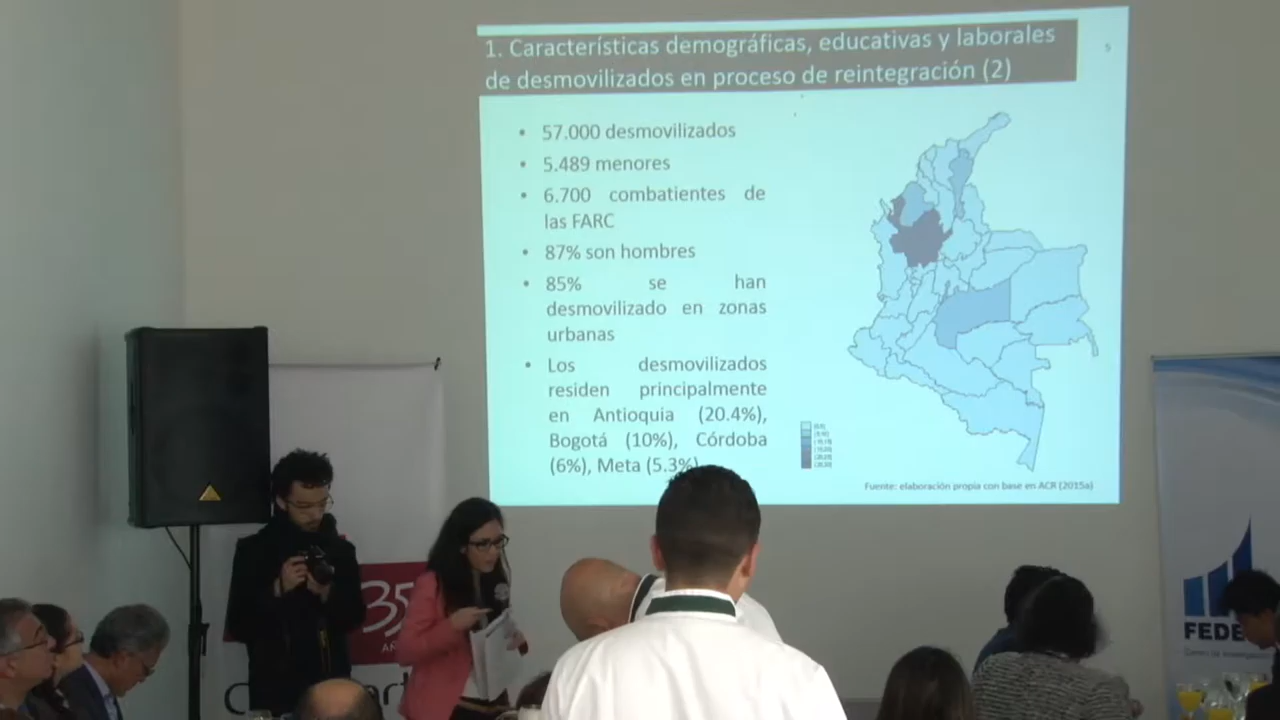 1. Características demográficas, educativas y laborales
de desmovilizados en proceso de reintegración (2)
5
• 57.000 desmovilizados
• 5.489 menores
• 6.700 combatientes de
las FARC
• 87% son hombres
• 85% se han
desmovilizado en zonas
urbanas
• Los desmovilizados
residen principalmente
en Antioquia (20.4%),
Bogotá (10%), Córdoba
(6%), Meta (5.3%)
Fuente: elaboración propia con base en ACR (2015a)
35
FEDE